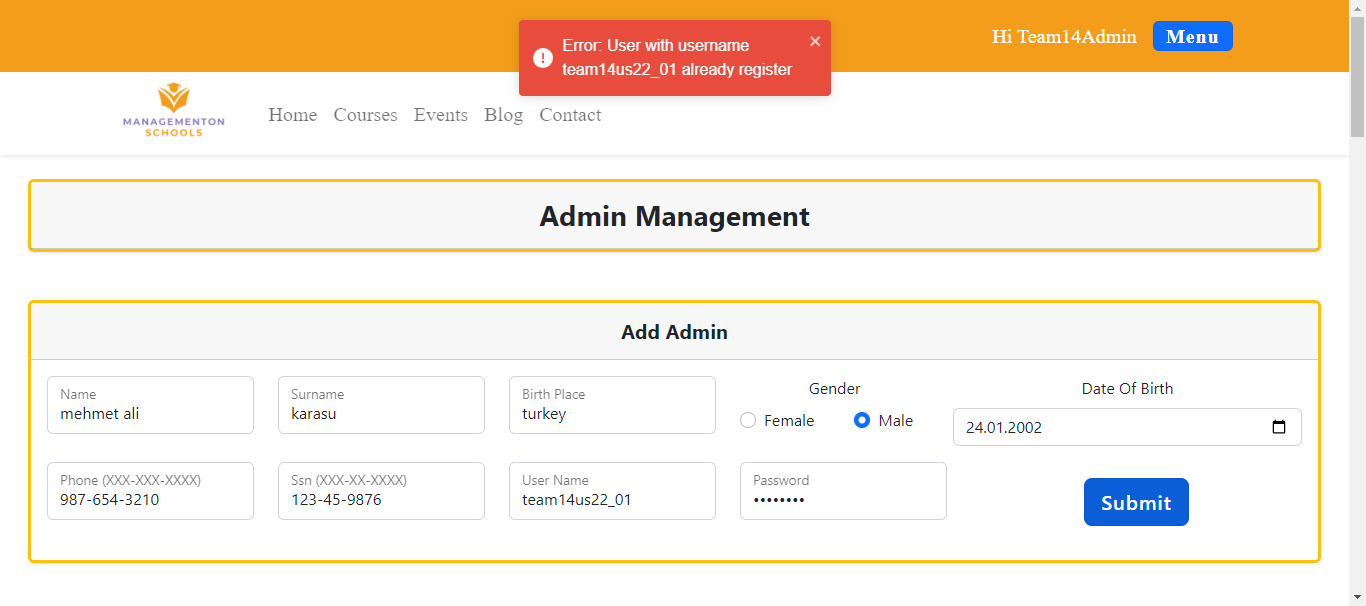 Error: User with username
team14us22_01 already register
Hi Team14Admin
Menu
MANAGEMENTON
SCHOOLS
Home
Courses
Events
Blog
Contact
Admin Management
Add Admin
Name
mehmet ali
Surname
karasu
Birth Place
turkey
Gender
Female
Male
Date Of Birth
24.01.2002
Phone (XXX-XXX-XXXX)
987-654-3210
Ssn (XXX-XX-XXXX)
123-45-9876
User Name
team14us22_01
Password
••••••••
Submit